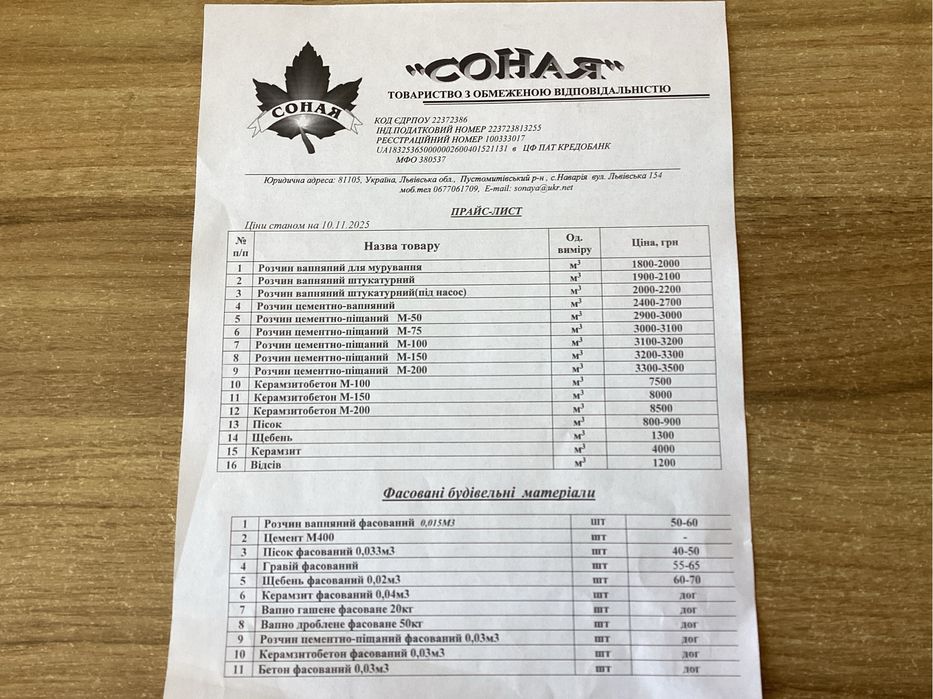 СОНАЯ
"СОНАЯ"
ТОВАРИСТВО З ОБМЕЖЕНОЮ ВІДПОВІДАЛЬНІСТЮ
КОД ЄДРПОУ 22372386
ІНД.ПОДАТКОВИЙ НОМЕР 223723813255
РЕЄСТРАЦІЙНИЙ НОМЕР 100333017
UA183253650000002600401521131 в ЦФ ПАТ КРЕДОБАНК
МФО 380537
Юридична адреса: 81105, Україна, Львівська обл., Пустомитівський р-н , с.Наварія вул. Львівська 154
моб.тел 0677061709, E-mail: sonaya@ukr.net
ПРАЙС-ЛИСТ
Ціни станом на 10.11.2025
№ п/п Назва товару Од. виміру Ціна, грн
1 Розчин вапняний для мурування м³ 1800-2000
2 Розчин вапняний штукатурний м³ 1900-2100
3 Розчин вапняний штукатурний(під насос) м³ 2000-2200
4 Розчин цементно-вапняний м³ 2400-2700
5 Розчин цементно-піщаний М-50 м³ 2900-3000
6 Розчин цементно-піщаний М-75 м³ 3000-3100
7 Розчин цементно-піщаний М-100 м³ 3100-3200
8 Розчин цементно-піщаний М-150 м³ 3200-3300
9 Розчин цементно-піщаний М-200 м³ 3300-3500
10 Керамзитобетон М-100 м³ 7500
11 Керамзитобетон М-150 м³ 8000
12 Керамзитобетон М-200 м³ 8500
13 Пісок м³ 800-900
14 Щебень м³ 1300
15 Керамзит м³ 4000
16 Відсів м³ 1200
Фасовані будівельні матеріали
1 Розчин вапняний фасований 0,015М3 шт 50-60
2 Цемент М400 шт -
3 Пісок фасований 0,033м3 шт 40-50
4 Гравій фасований шт 55-65
5 Щебень фасований 0,02м3 шт 60-70
6 Керамзит фасований 0,04м3 шт дог
7 Вапно гашене фасоване 20кг шт дог
8 Вапно дроблене фасоване 50кг шт дог
9 Розчин цементно-піщаний фасований 0,03м3 шт дог
10 Керамзитобетон фасований 0,03м3 шт дог
11 Бетон фасований 0,03м3 шт дог